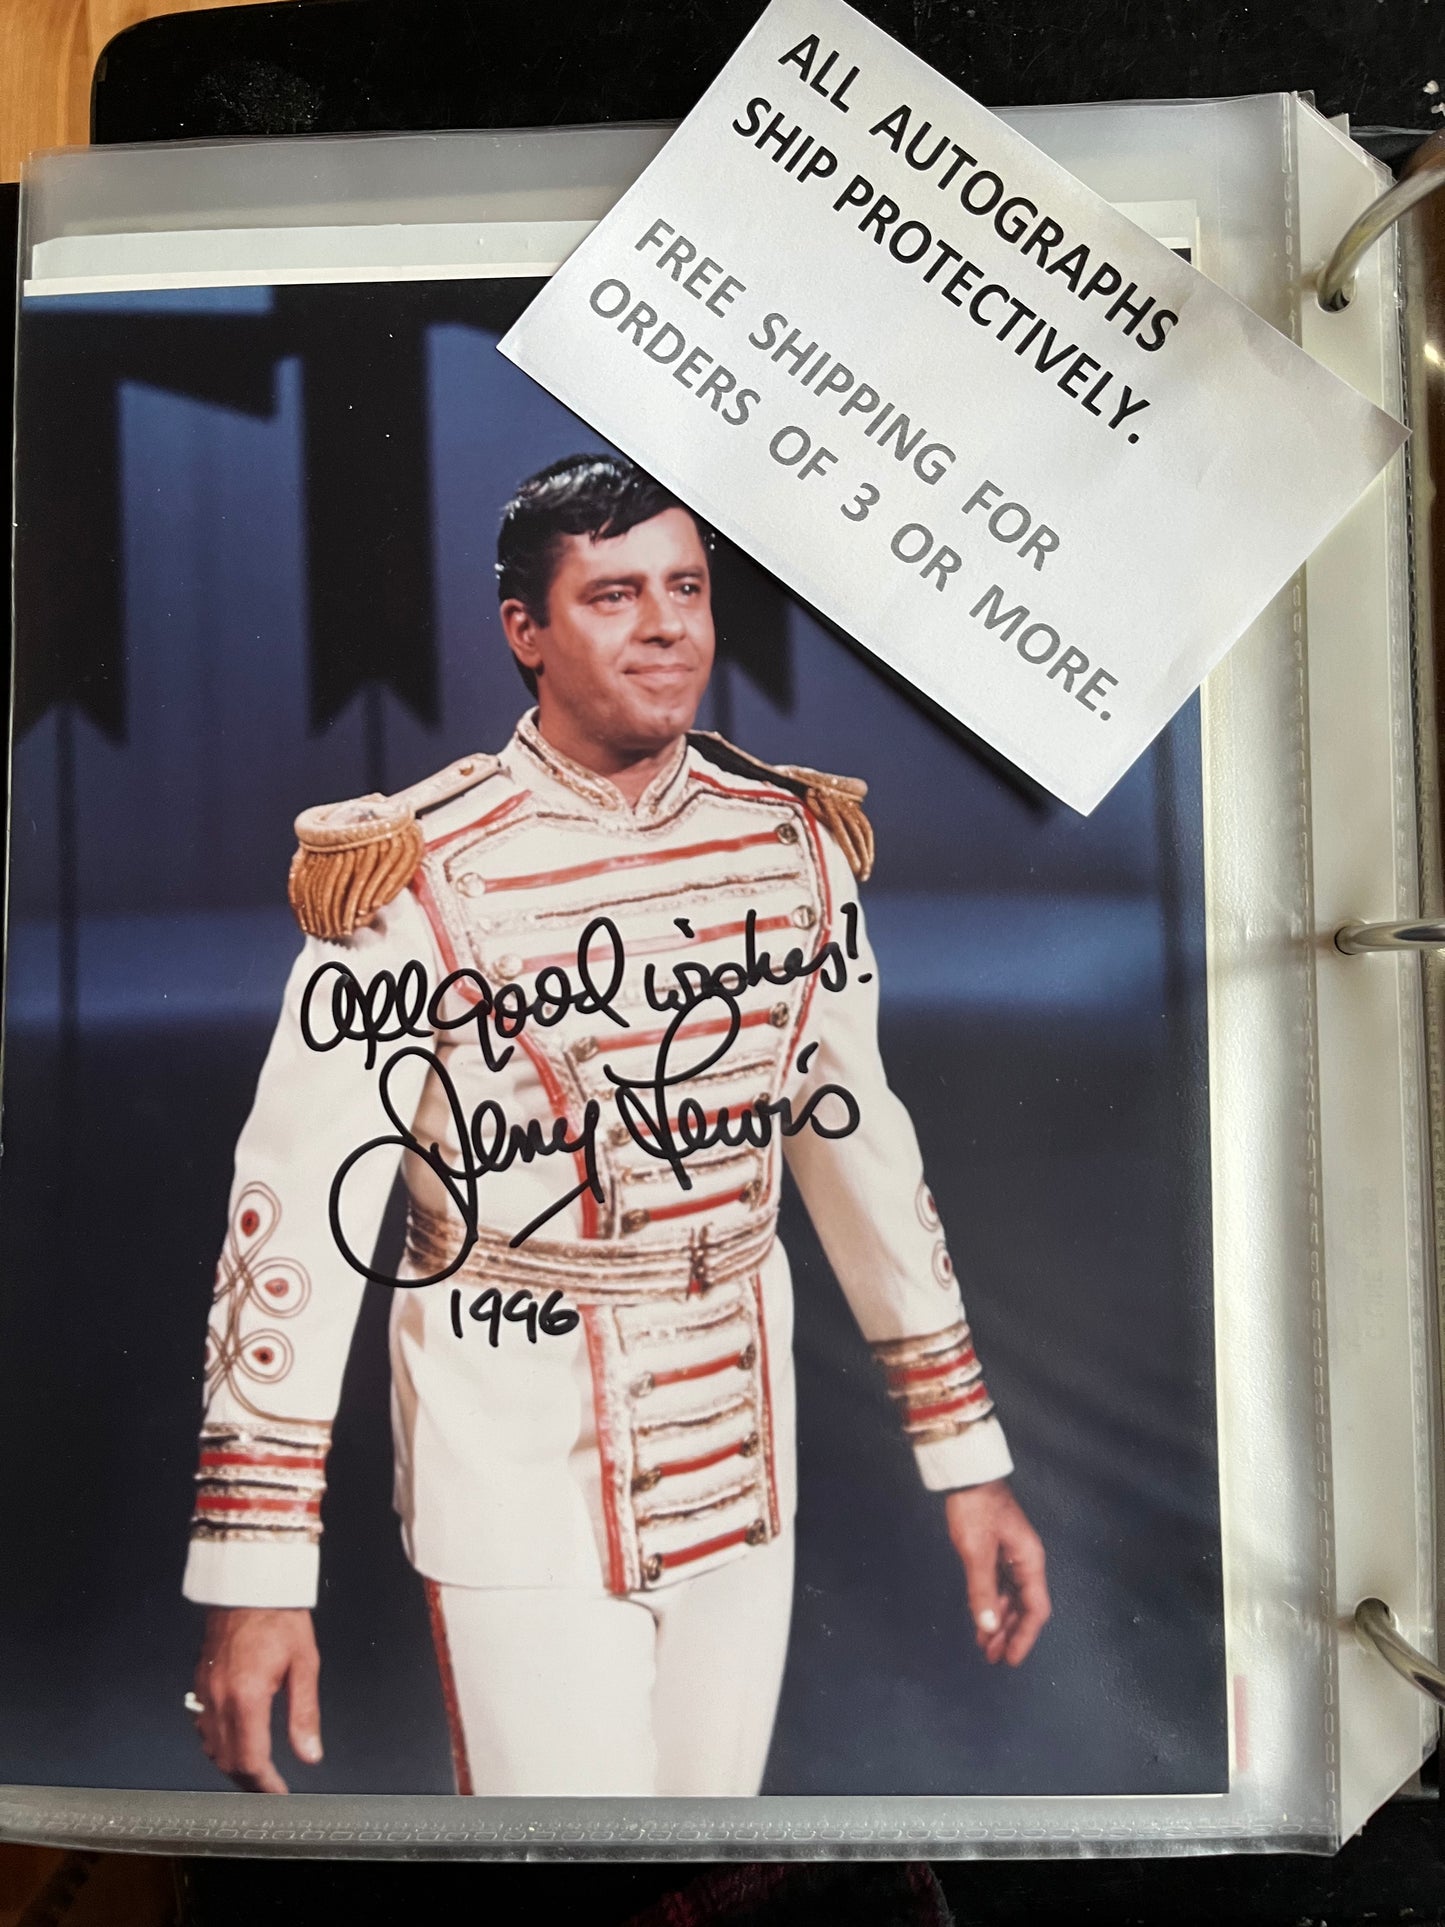 ALL AUTOGRAPHS
SHIP PROTECTIVELY.
FREE SHIPPING FOR
ORDERS OF 3 OR MORE.
All good wishes!
Jerry Lewis
1996